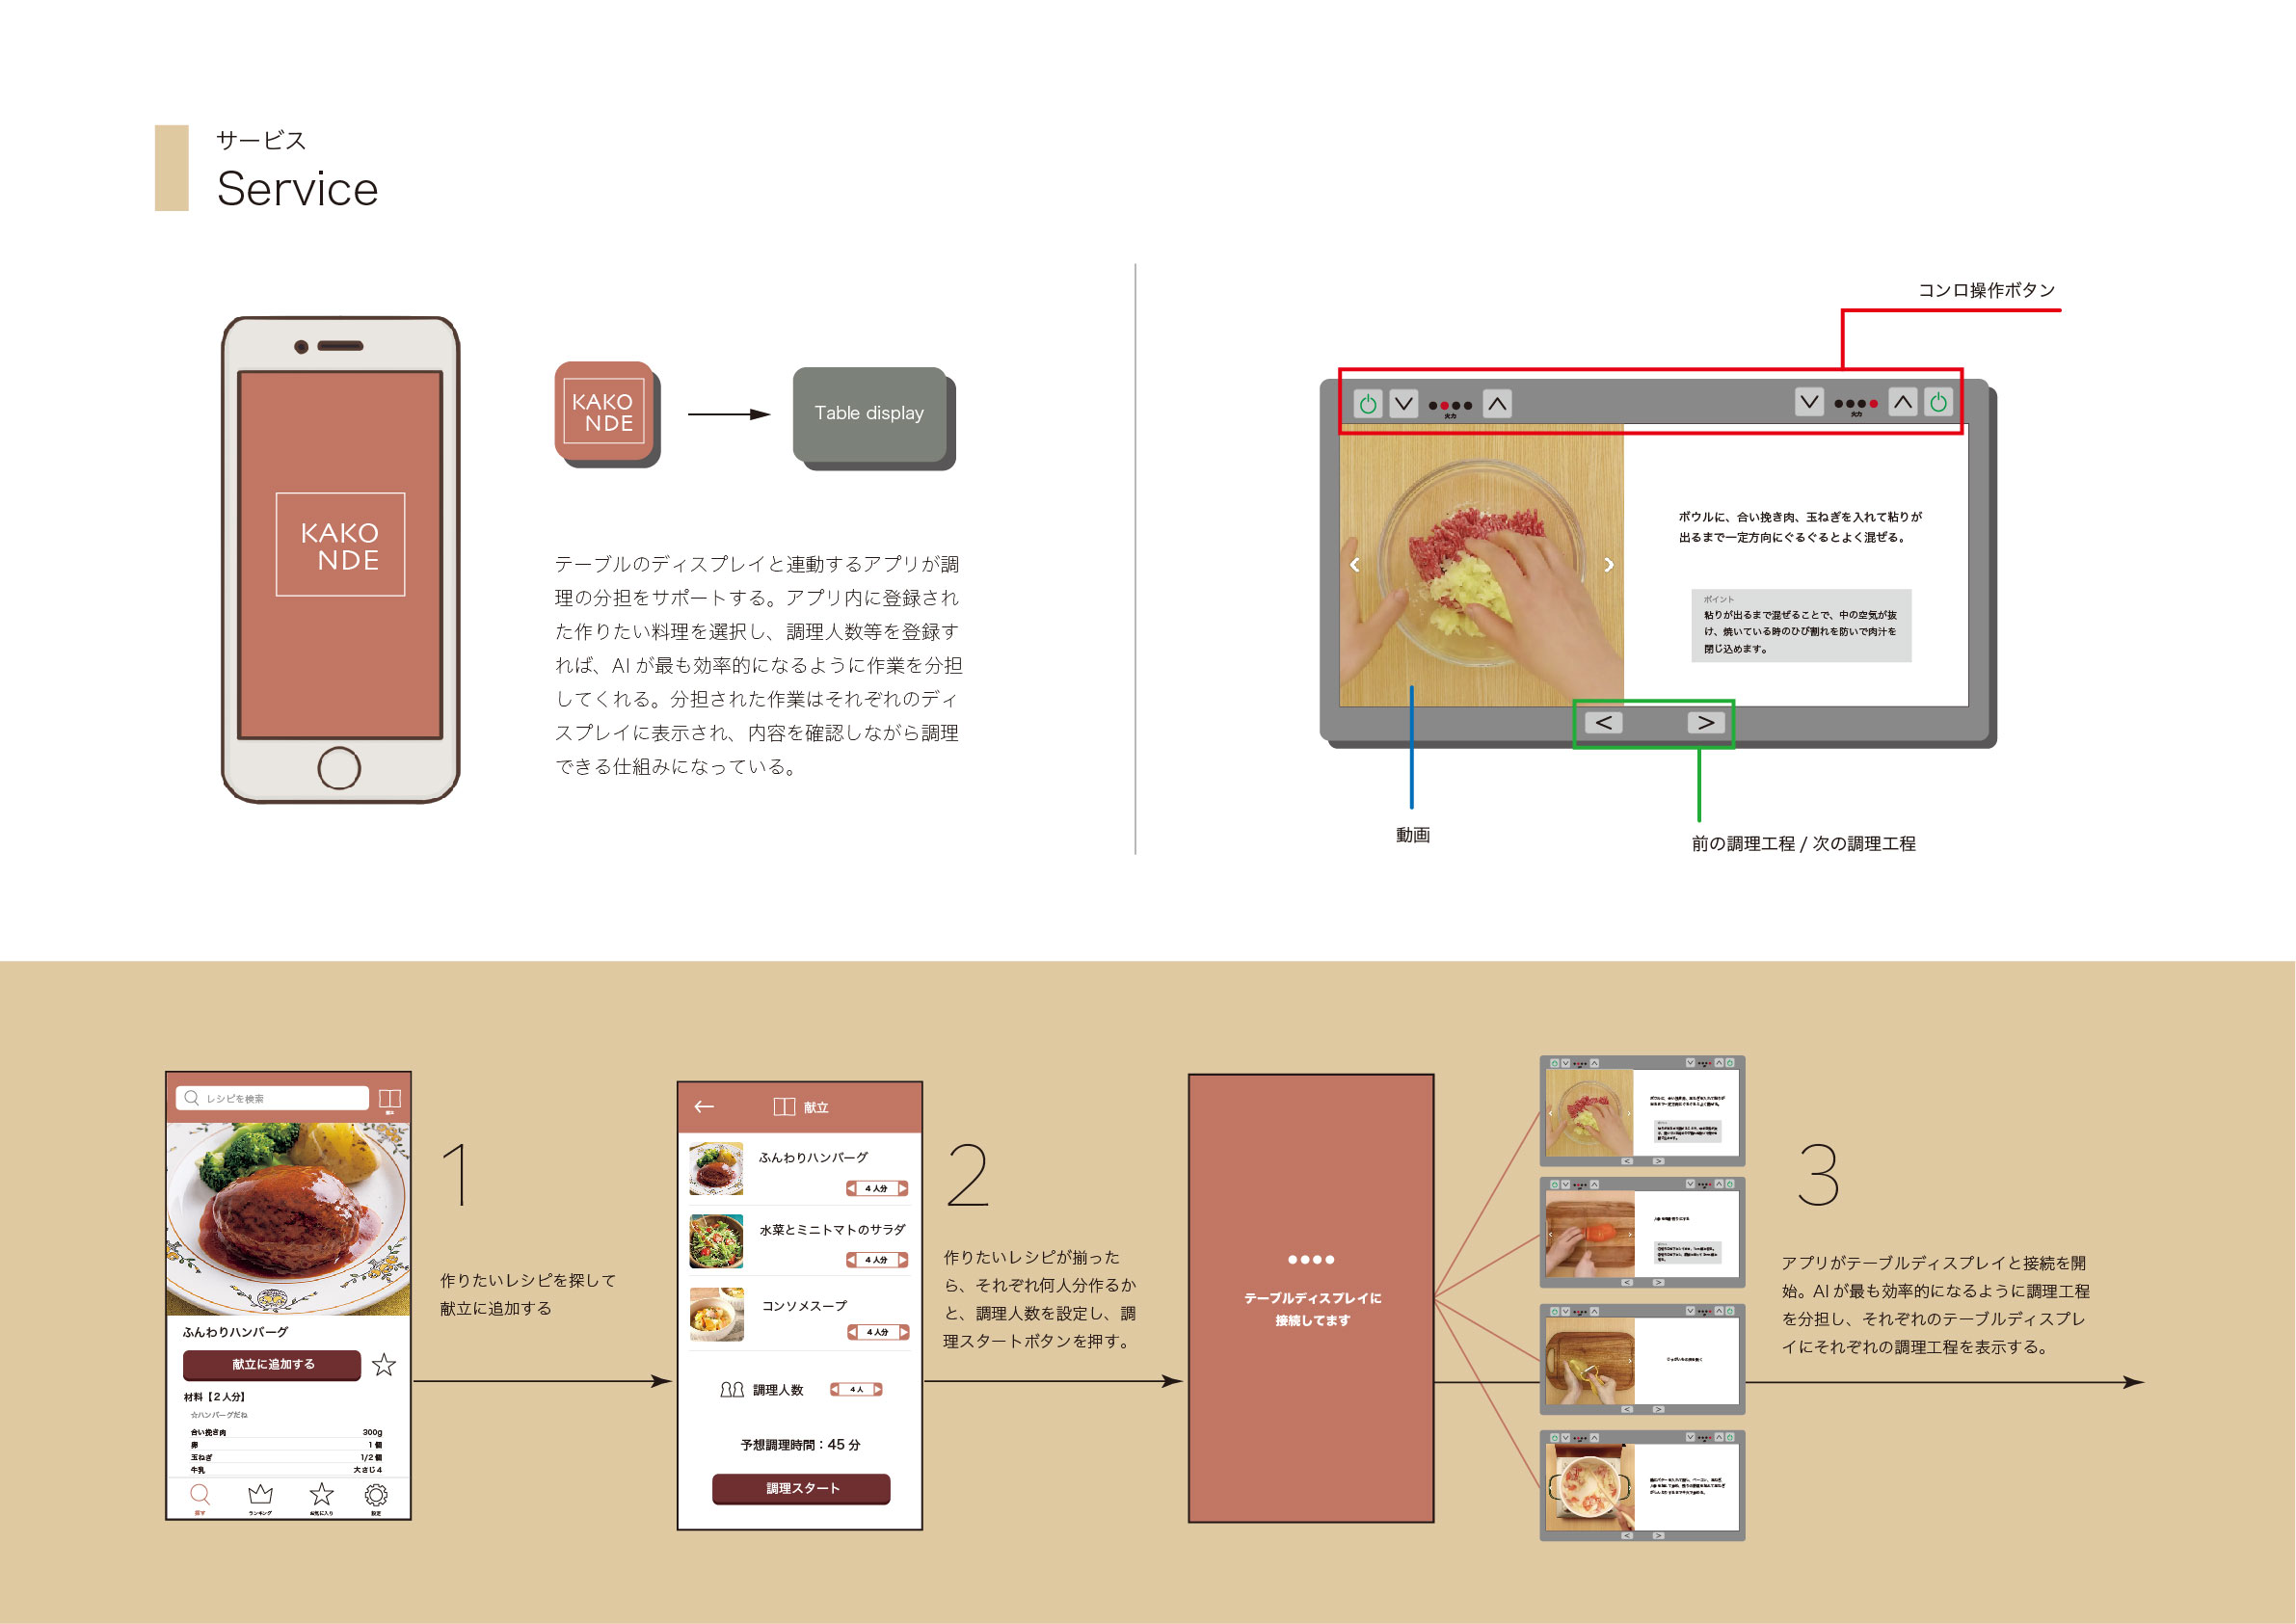 サービス
Service
KAKO
NDE
KAKO
NDE
Table display
テーブルのディスプレイと連動するアプリが調
理の分担をサポートする。アプリ内に登録され
た作りたい料理を選択し、調理人数等を登録す
れば、AI が最も効率的になるように作業を分担
してくれる。分担された作業はそれぞれのディ
スプレイに表示され、内容を確認しながら調理
できる仕組みになっている。
コンロ操作ボタン
火力
火力
ボウルに、合い挽き肉、玉ねぎを入れて粘りが
出るまで一定方向にぐるぐるとよく混ぜる。
ポイント
粘りが出るまで混ぜることで、中の空気が抜
け、焼いている時のひび割れを防いで肉汁を
閉じ込めます。
< >
動画
前の調理工程 / 次の調理工程
レシピを検索
献立
ふんわりハンバーグ
献立に追加する
材料【2 人分】
☆ハンバーグだね
合い挽き肉 300g
卵 1 個
玉ねぎ 1/2 個
牛乳 大さじ 4
探す ランキング お気に入り 設定
1
作りたいレシピを探して
献立に追加する
献立
ふんわりハンバーグ
4 人分
水菜とミニトマトのサラダ
4 人分
コンソメスープ
4 人分
調理人数 4 人
予想調理時間：45 分
調理スタート
2
作りたいレシピが揃った
ら、それぞれ何人分作るか
と、調理人数を設定し、調
理スタートボタンを押す。
テーブルディスプレイに
接続してます
3
アプリがテーブルディスプレイと接続を開
始。AI が最も効率的になるように調理工程
を分担し、それぞれのテーブルディスプレ
イにそれぞれの調理工程を表示する。